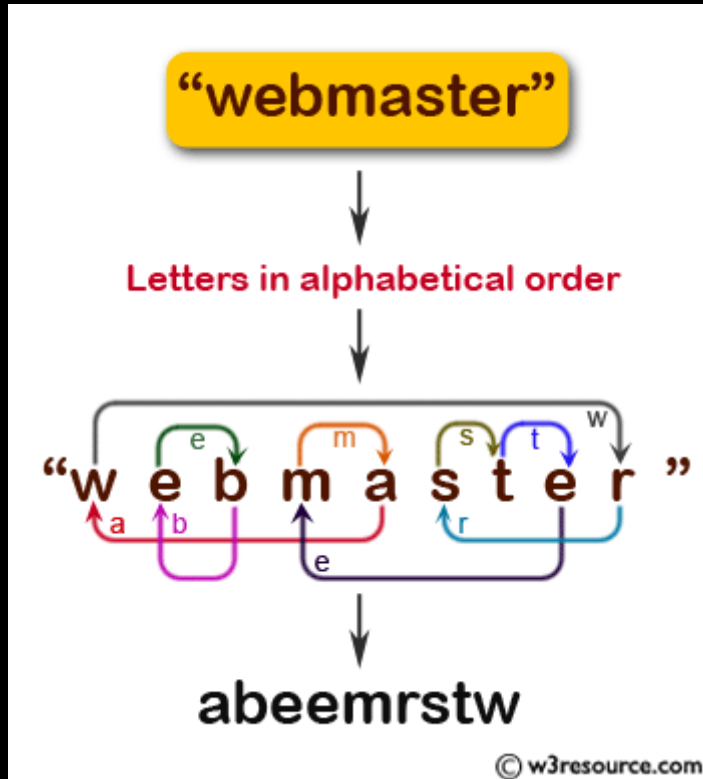 “webmaster”
Letters in alphabetical order
e m s t w
“w e b m a s t e r ”
a b e r
abeemrstw
© w3resource.com